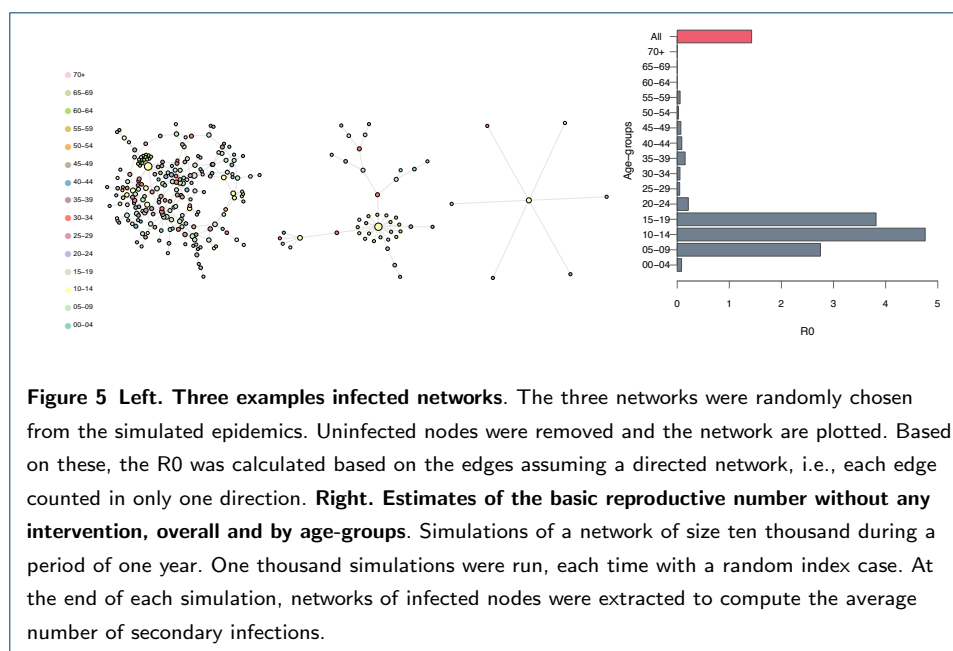 70+
65−69
60−64
55−59
50−54
45−49
40−44
35−39
30−34
25−29
20−24
15−19
10−14
05−09
00−04
Age−groups
All
70+
65−69
60−64
55−59
50−54
45−49
40−44
35−39
30−34
25−29
20−24
15−19
10−14
05−09
00−04
0 1 2 3 4 5
R0
Figure 5 Left. Three examples infected networks. The three networks were randomly chosen
from the simulated epidemics. Uninfected nodes were removed and the network are plotted. Based
on these, the R0 was calculated based on the edges assuming a directed network, i.e., each edge
counted in only one direction. Right. Estimates of the basic reproductive number without any
intervention, overall and by age-groups. Simulations of a network of size ten thousand during a
period of one year. One thousand simulations were run, each time with a random index case. At
the end of each simulation, networks of infected nodes were extracted to compute the average
number of secondary infections.